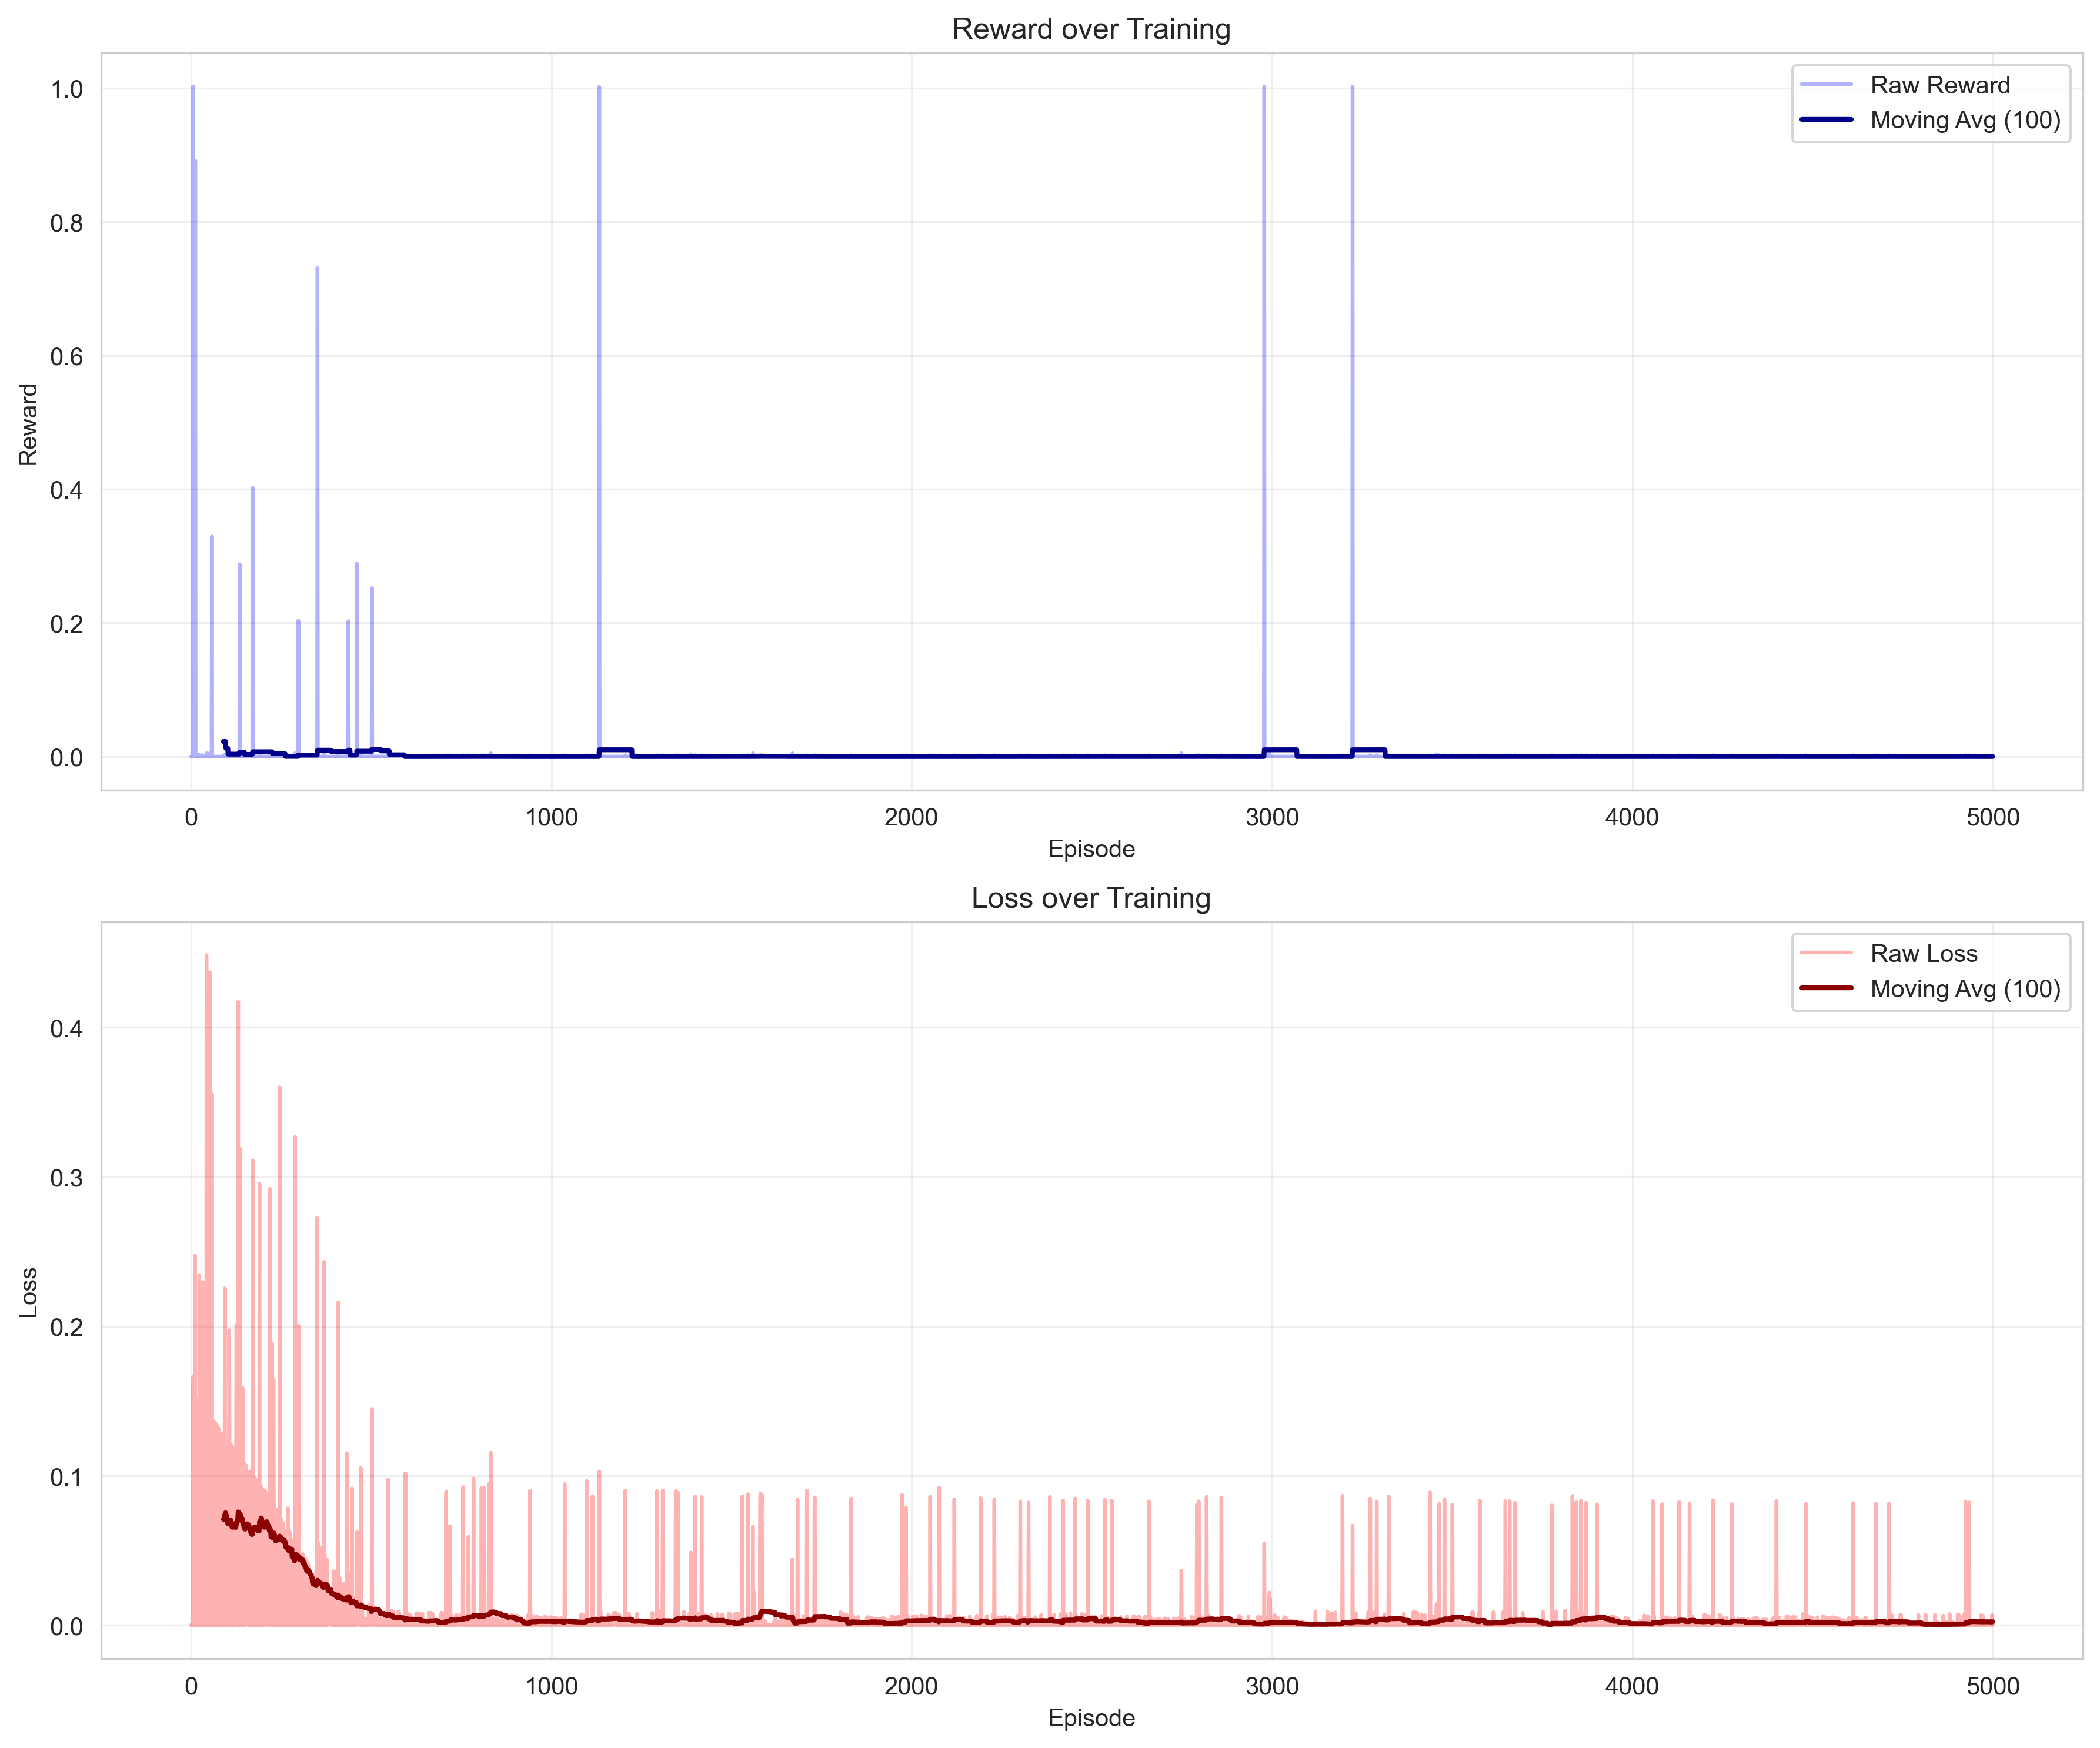 Reward over Training
Raw Reward
Moving Avg (100)
1.0
0.8
0.6
0.4
0.2
0.0
Reward
0 1000 2000 3000 4000 5000
Episode
Loss over Training
Raw Loss
Moving Avg (100)
0.4
0.3
0.2
0.1
0.0
Loss
0 1000 2000 3000 4000 5000
Episode